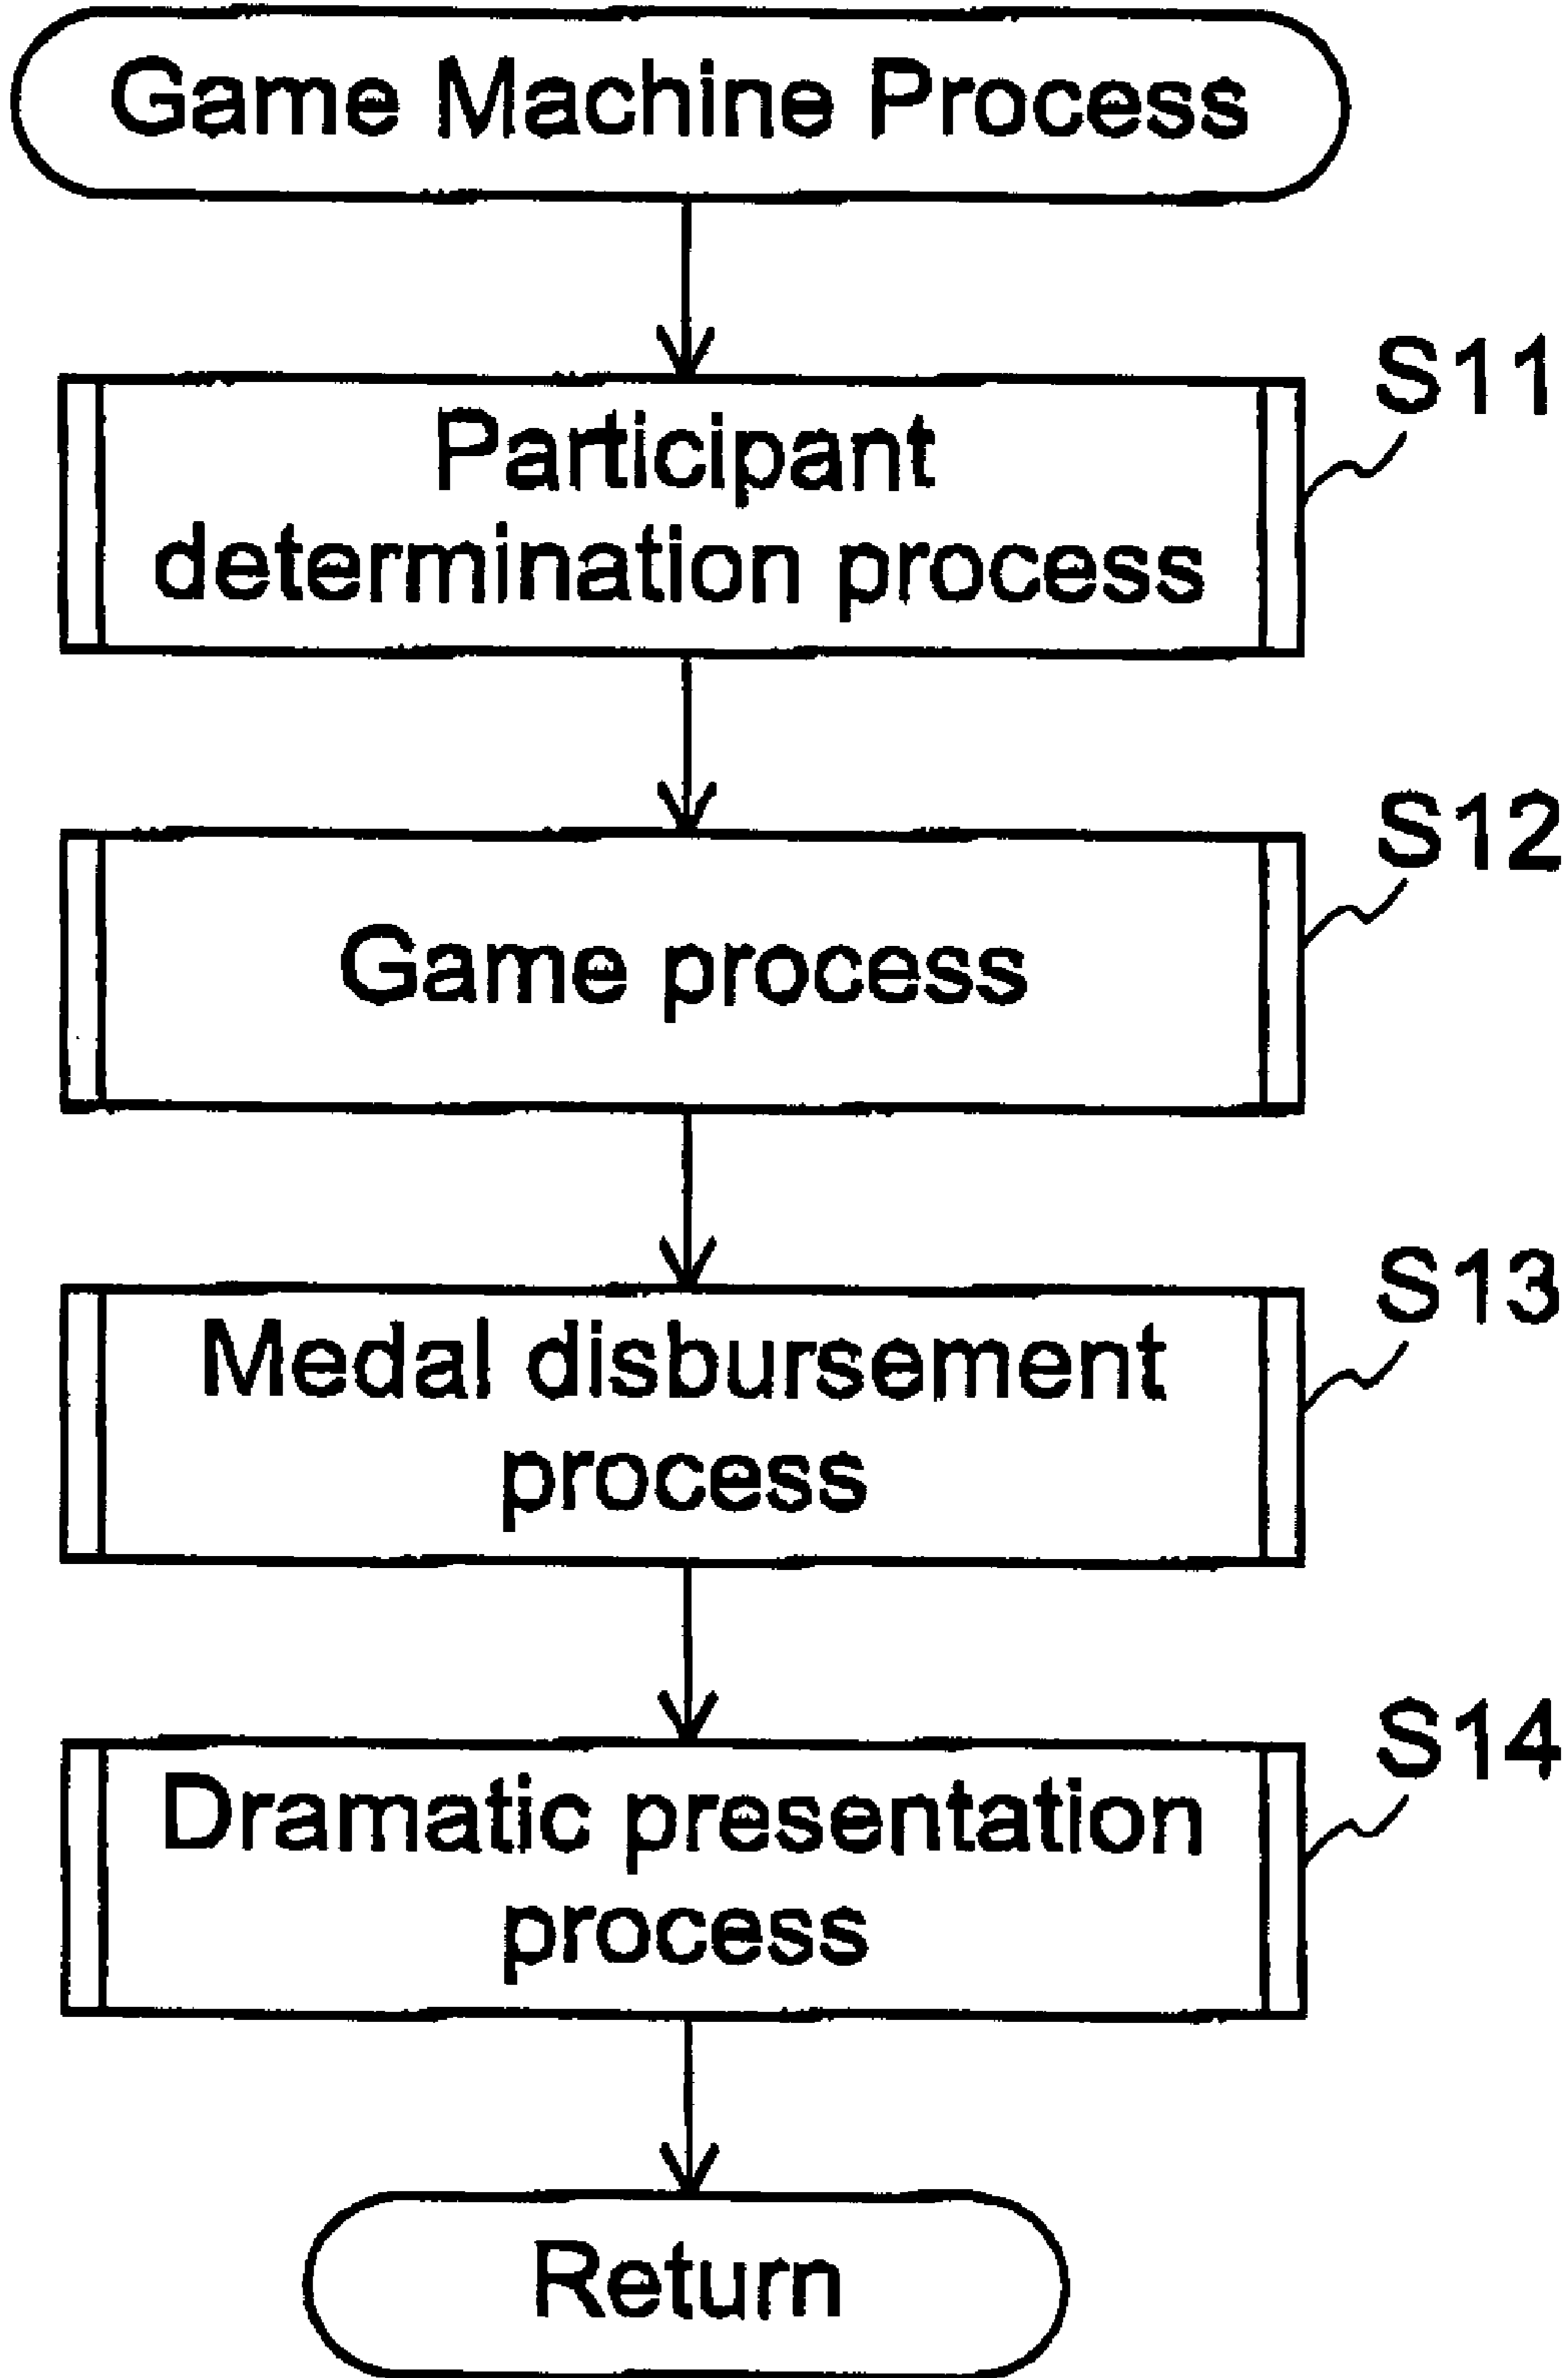 Game Machine Process
S11
Participant
determination process
S12
Game process
S13
Medal disbursement
process
S14
Dramatic presentation
process
Return